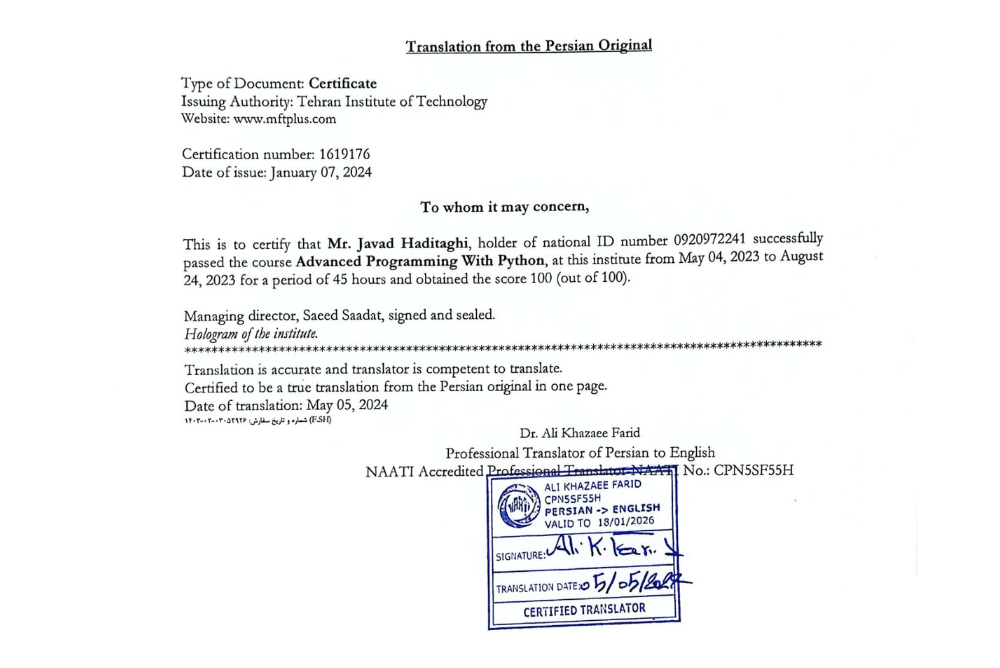 Translation from the Persian Original
Type of Document: Certificate
Issuing Authority: Tehran Institute of Technology
Website: www.mftplus.com
Certification number: 1619176
Date of issue: January 07, 2024
To whom it may concern,
This is to certify that Mr. Javad Haditaghi, holder of national ID number 0920972241 successfully
passed the course Advanced Programming With Python, at this institute from May 04, 2023 to August
24, 2023 for a period of 45 hours and obtained the score 100 (out of 100).
Managing director, Saeed Saadat, signed and sealed.
Hologram of the institute.
************************************************************************************************
Translation is accurate and translator is competent to translate.
Certified to be a true translation from the Persian original in one page.
Date of translation: May 05, 2024
(F.SH) شماره و تاریخ سفارش: ۱۴۰۳-۰۲-۰۳-۰۵۲۹۲۶
Dr. Ali Khazaee Farid
Professional Translator of Persian to English
NAATI Accredited Professional Translator NAATI No.: CPN5SF55H
ALI KHAZAEE FARID
CPN5SF55H
PERSIAN -> ENGLISH
VALID TO 18/01/2026
NAATI
SIGNATURE: Ali K.
TRANSLATION DATE: 05/05/2024
CERTIFIED TRANSLATOR